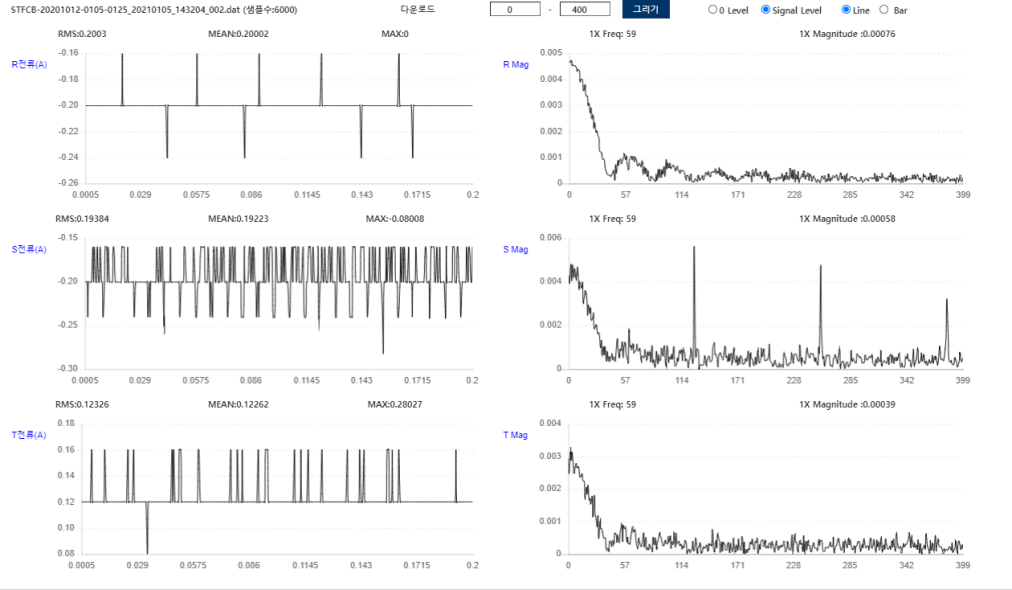 STFCB-20201012-0105-0125_20210105_143204_002.dat (샘플수:6000) 다운로드 0 - 400 그리기 0 Level Signal Level Line Bar
RMS:0.2003 MEAN:0.20002 MAX:0 1X Freq: 59 1X Magnitude :0.00076
R전류(A) R Mag
-0.16
-0.18
-0.20
-0.22
-0.24
-0.26
0.0005 0.029 0.0575 0.086 0.1145 0.143 0.1715 0.2
0.005
0.004
0.003
0.002
0.001
0
0 57 114 171 228 285 342 399
RMS:0.19384 MEAN:0.19223 MAX:-0.08008 1X Freq: 59 1X Magnitude :0.00058
S전류(A) S Mag
-0.15
-0.20
-0.25
-0.30
0.0005 0.029 0.0575 0.086 0.1145 0.143 0.1715 0.2
0.006
0.004
0.002
0
0 57 114 171 228 285 342 399
RMS:0.12326 MEAN:0.12262 MAX:0.28027 1X Freq: 59 1X Magnitude :0.00039
T전류(A) T Mag
0.18
0.16
0.14
0.12
0.10
0.08
0.0005 0.029 0.0575 0.086 0.1145 0.143 0.1715 0.2
0.004
0.003
0.002
0.001
0
0 57 114 171 228 285 342 399